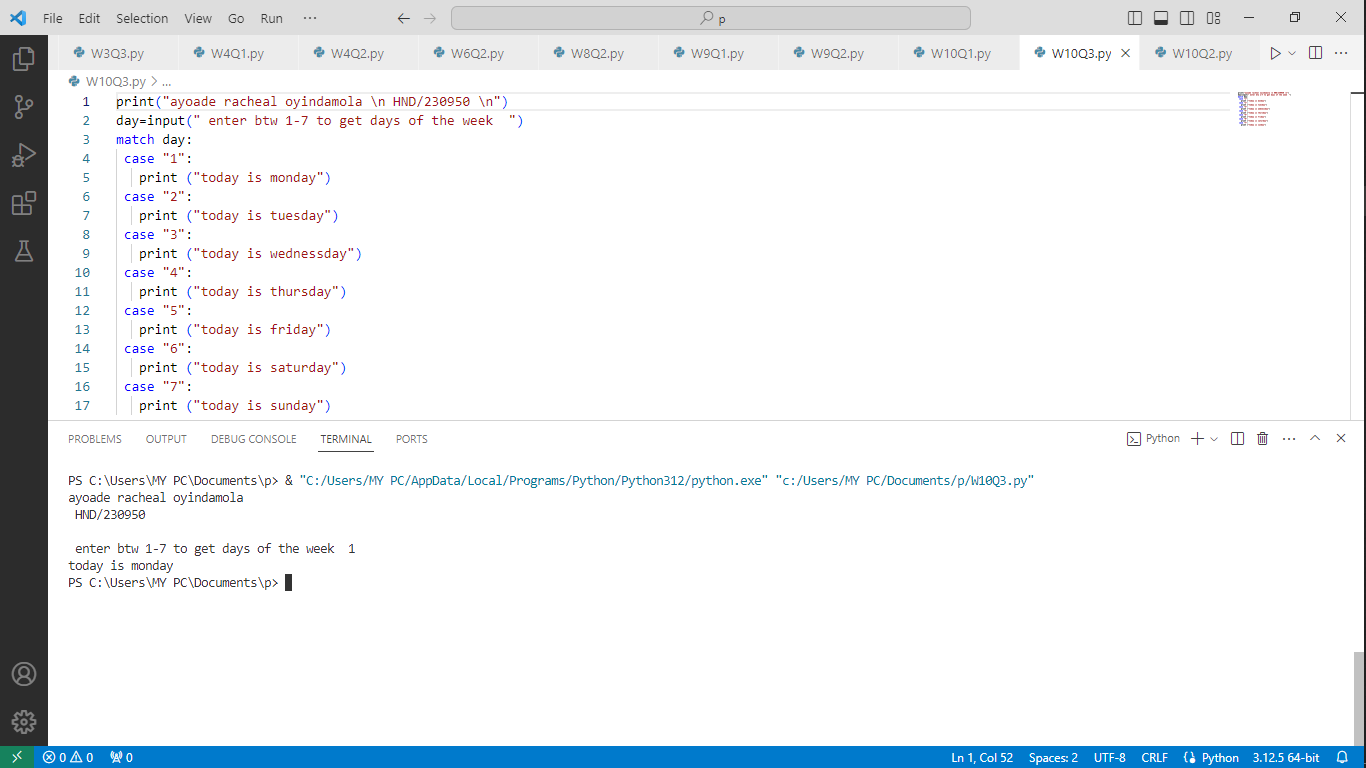 File Edit Selection View Go Run ··· p
W3Q3.py W4Q1.py W4Q2.py W6Q2.py W8Q2.py W9Q1.py W9Q2.py W10Q1.py W10Q3.py W10Q2.py
W10Q3.py > ...
1 print("ayoade racheal oyindamola \n HND/230950 \n")
2 day=input(" enter btw 1-7 to get days of the week  ")
3 match day:
4 case "1":
5 print ("today is monday")
6 case "2":
7 print ("today is tuesday")
8 case "3":
9 print ("today is wednessday")
10 case "4":
11 print ("today is thursday")
12 case "5":
13 print ("today is friday")
14 case "6":
15 print ("today is saturday")
16 case "7":
17 print ("today is sunday")
PROBLEMS OUTPUT DEBUG CONSOLE TERMINAL PORTS Python
PS C:\Users\MY PC\Documents\p> & "C:/Users/MY PC/AppData/Local/Programs/Python/Python312/python.exe" "c:/Users/MY PC/Documents/p/W10Q3.py"
ayoade racheal oyindamola
HND/230950
enter btw 1-7 to get days of the week  1
today is monday
PS C:\Users\MY PC\Documents\p>
0 0 0 Ln 1, Col 52 Spaces: 2 UTF-8 CRLF Python 3.12.5 64-bit